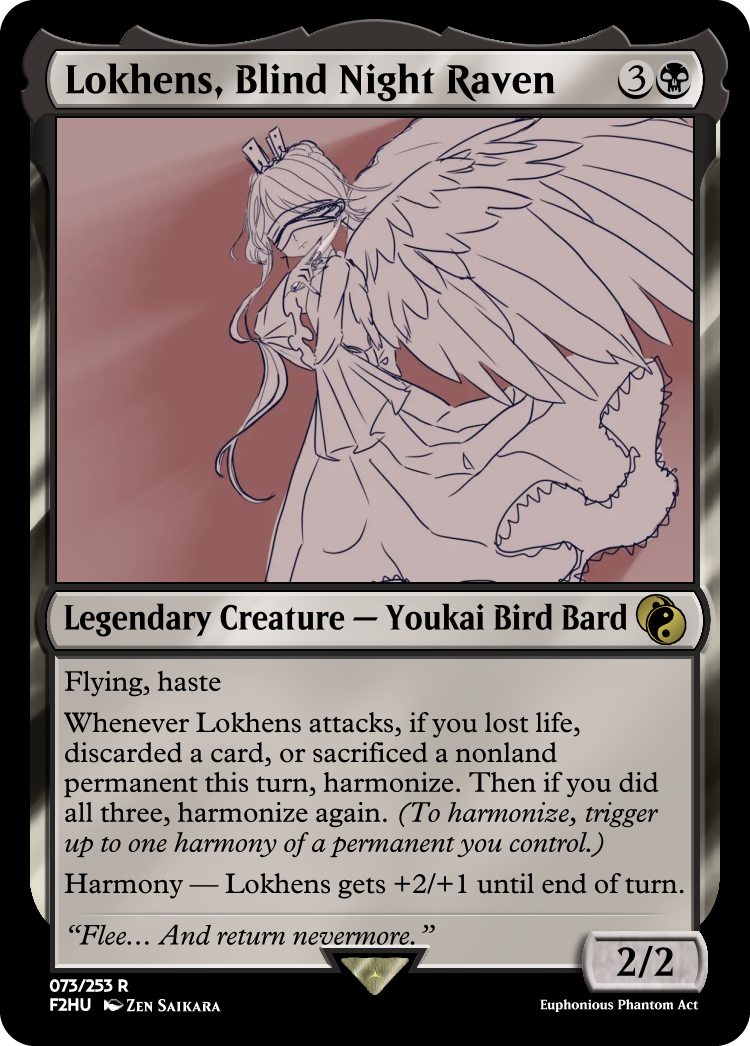 Lokhens, Blind Night Raven 3
Legendary Creature — Youkai Bird Bard
Flying, haste
Whenever Lokhens attacks, if you lost life,
discarded a card, or sacrificed a nonland
permanent this turn, harmonize. Then if you did
all three, harmonize again. (To harmonize, trigger
up to one harmony of a permanent you control.)
Harmony — Lokhens gets +2/+1 until end of turn.
“Flee… And return nevermore.”
2/2
073/253 R
F2HU Zen Saikara
Euphonious Phantom Act